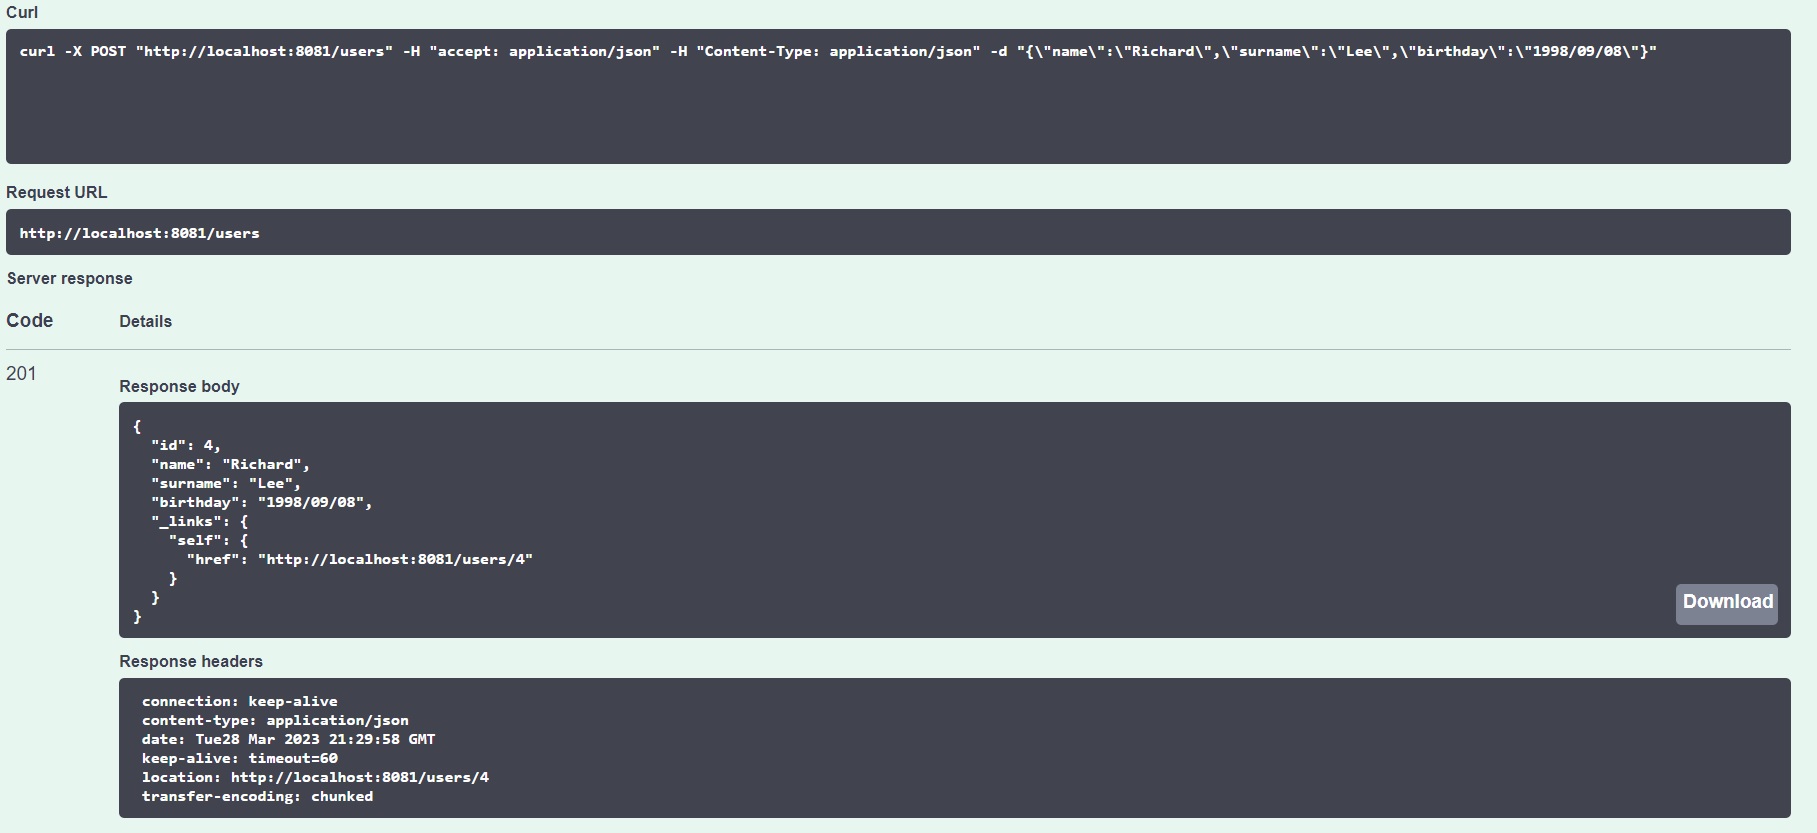 Curl
curl -X POST "http://localhost:8081/users" -H "accept: application/json" -H "Content-Type: application/json" -d "{\"name\":\"Richard\",\"surname\":\"Lee\",\"birthday\":\"1998/09/08\"}"
Request URL
http://localhost:8081/users
Server response
Code Details
201
Response body
{
  "id": 4,
  "name": "Richard",
  "surname": "Lee",
  "birthday": "1998/09/08",
  "_links": {
    "self": {
      "href": "http://localhost:8081/users/4"
    }
  }
}
Download
Response headers
connection: keep-alive
content-type: application/json
date: Tue28 Mar 2023 21:29:58 GMT
keep-alive: timeout=60
location: http://localhost:8081/users/4
transfer-encoding: chunked